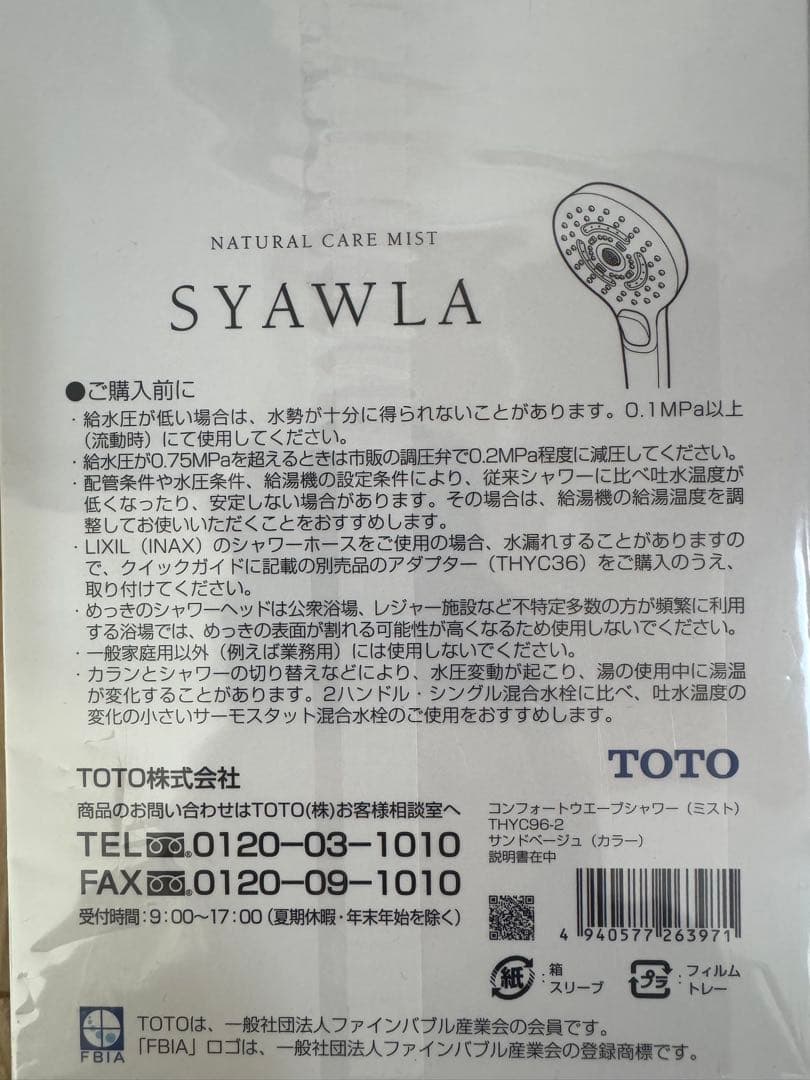 NATURAL CARE MIST
SYAWLA
●ご購入前に
・給水圧が低い場合は、水勢が十分に得られないことがあります。0.1MPa以上
（流動時）にて使用してください。
・給水圧が0.75MPaを超えるときは市販の調圧弁で0.2MPa程度に減圧してください。
・配管条件や水圧条件、給湯機の設定条件により、従来シャワーに比べ吐水温度が
低くなったり、安定しない場合があります。その場合は、給湯機の給湯温度を調
整してお使いいただくことをおすすめします。
・LIXIL（INAX）のシャワーホースをご使用の場合、水漏れすることがありますの
で、クイックガイドに記載の別売品のアダプター（THYC36）をご購入のうえ、
取り付けてください。
・めっきのシャワーヘッドは公衆浴場、レジャー施設など不特定多数の方が頻繁に利用
する浴場では、めっきの表面が割れる可能性が高くなるため使用しないでください。
・一般家庭用以外（例えば業務用）には使用しないでください。
・カランとシャワーの切り替えなどにより、水圧変動が起こり、湯の使用中に湯温
が変化することがあります。2ハンドル・シングル混合水栓に比べ、吐水温度の
変化の小さいサーモスタット混合水栓のご使用をおすすめします。
TOTO
TOTO株式会社
商品のお問い合わせはTOTO(株)お客様相談室へ
TEL 0120-03-1010
FAX 0120-09-1010
受付時間：9：00〜17：00（夏期休暇・年末年始を除く）
コンフォートウエーブシャワー（ミスト）
THYC96-2
サンドベージュ（カラー）
説明書在中
4 940577 263971
紙：箱
スリーブ
プラ：フィルム
トレー
FBIA
TOTOは、一般社団法人ファインバブル産業会の会員です。
「FBIA」ロゴは、一般社団法人ファインバブル産業会の登録商標です。